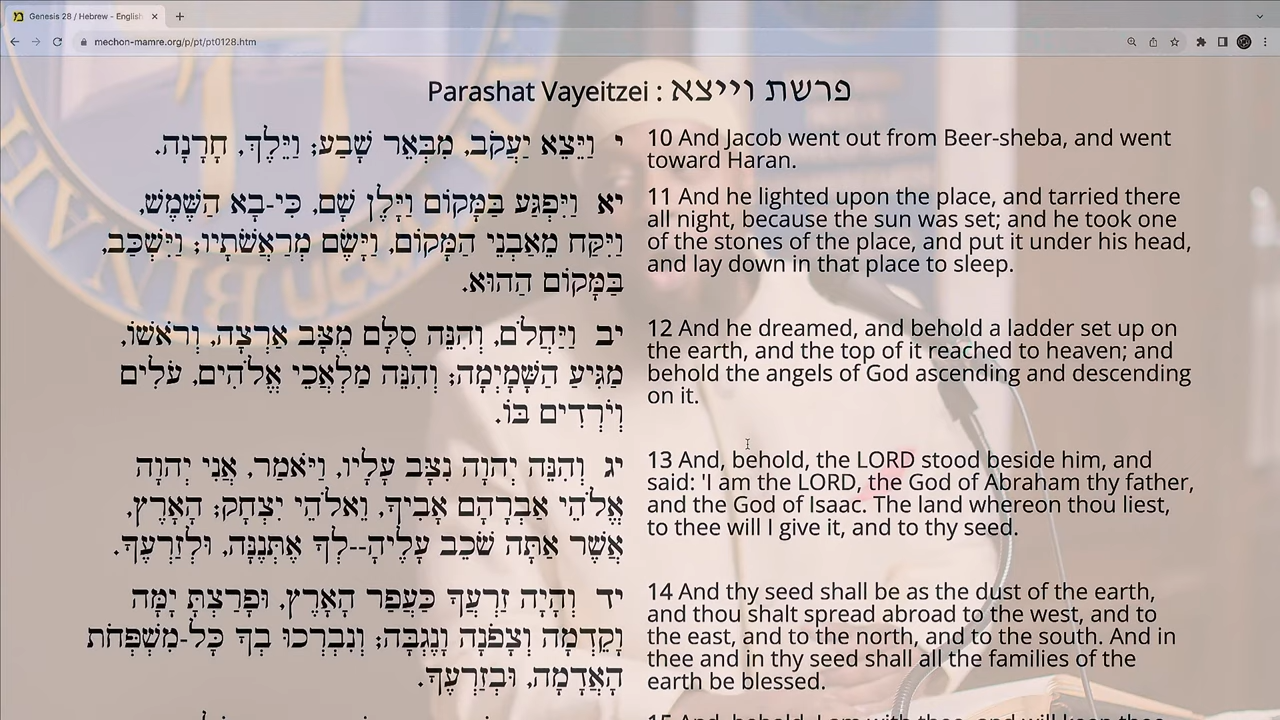 Genesis 28 / Hebrew - English
mechon-mamre.org/p/pt/pt0128.htm
Parashat Vayeitzei : פרשת וייצא
י וַיֵּצֵא יַעֲקֹב, מִבְּאֵר שָׁבַע; וַיֵּלֶךְ, חָרָנָה.
10 And Jacob went out from Beer-sheba, and went
toward Haran.
יא וַיִּפְגַּע בַּמָּקוֹם וַיָּלֶן שָׁם, כִּי-בָא הַשֶּׁמֶשׁ,
וַיִּקַּח מֵאַבְנֵי הַמָּקוֹם, וַיָּשֶׂם מְרַאֲשֹׁתָיו; וַיִּשְׁכַּב,
בַּמָּקוֹם הַהוּא.
11 And he lighted upon the place, and tarried there
all night, because the sun was set; and he took one
of the stones of the place, and put it under his head,
and lay down in that place to sleep.
יב וַיַּחֲלֹם, וְהִנֵּה סֻלָּם מֻצָּב אַרְצָה, וְרֹאשׁוֹ,
מַגִּיעַ הַשָּׁמָיְמָה; וְהִנֵּה מַלְאֲכֵי אֱלֹהִים, עֹלִים
וְיֹרְדִים בּוֹ.
12 And he dreamed, and behold a ladder set up on
the earth, and the top of it reached to heaven; and
behold the angels of God ascending and descending
on it.
יג וְהִנֵּה יְהוָה נִצָּב עָלָיו, וַיֹּאמַר, אֲנִי יְהוָה
אֱלֹהֵי אַבְרָהָם אָבִיךָ, וֵאלֹהֵי יִצְחָק; הָאָרֶץ,
אֲשֶׁר אַתָּה שֹׁכֵב עָלֶיהָ--לְךָ אֶתְּנֶנָּה, וּלְזַרְעֶךָ.
13 And, behold, the LORD stood beside him, and
said: 'I am the LORD, the God of Abraham thy father,
and the God of Isaac. The land whereon thou liest,
to thee will I give it, and to thy seed.
יד וְהָיָה זַרְעֲךָ כַּעֲפַר הָאָרֶץ, וּפָרַצְתָּ יָמָּה
וָקֵדְמָה וְצָפֹנָה וָנֶגְבָּה; וְנִבְרְכוּ בְךָ כָּל-מִשְׁפְּחֹת
הָאֲדָמָה, וּבְזַרְעֶךָ.
14 And thy seed shall be as the dust of the earth,
and thou shalt spread abroad to the west, and to
the east, and to the north, and to the south. And in
thee and in thy seed shall all the families of the
earth be blessed.